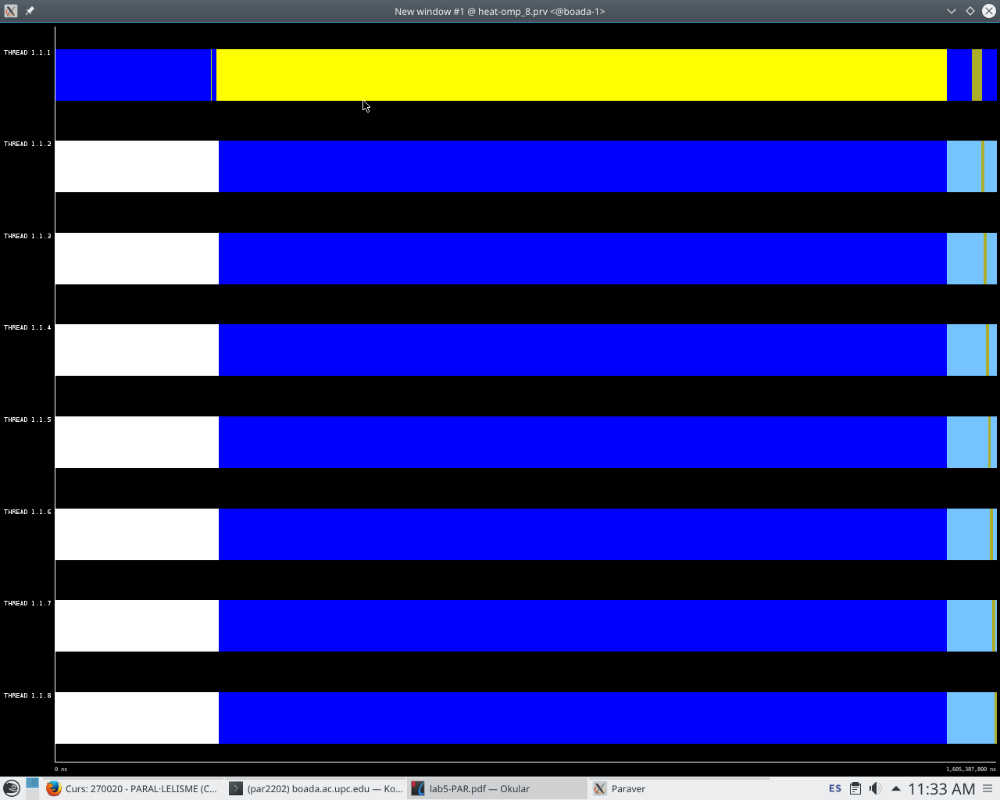 New window #1 @ heat-omp_8.prv <@boada-1>
THREAD 1.1.1
THREAD 1.1.2
THREAD 1.1.3
THREAD 1.1.4
THREAD 1.1.5
THREAD 1.1.6
THREAD 1.1.7
THREAD 1.1.8
0 ns
1,605,387,800 ns
Curs: 270020 - PARAL·LELISME (C...
(par2202) boada.ac.upc.edu — Ko...
lab5-PAR.pdf — Okular
Paraver
ES
11:33 AM